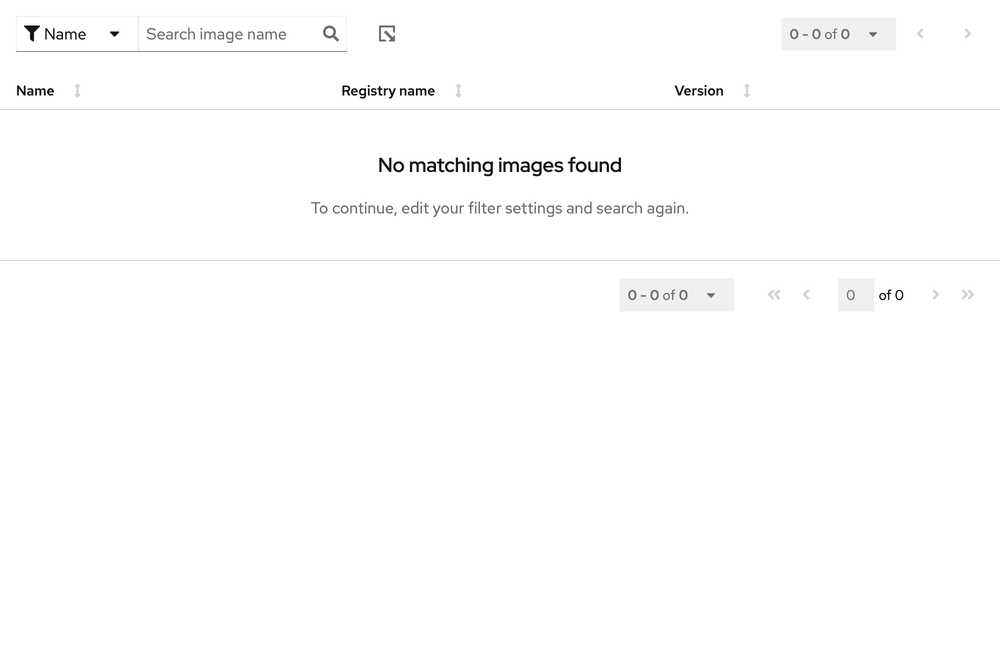 Name Search image name 0 - 0 of 0
Name Registry name Version
No matching images found
To continue, edit your filter settings and search again.
0 - 0 of 0 0 of 0